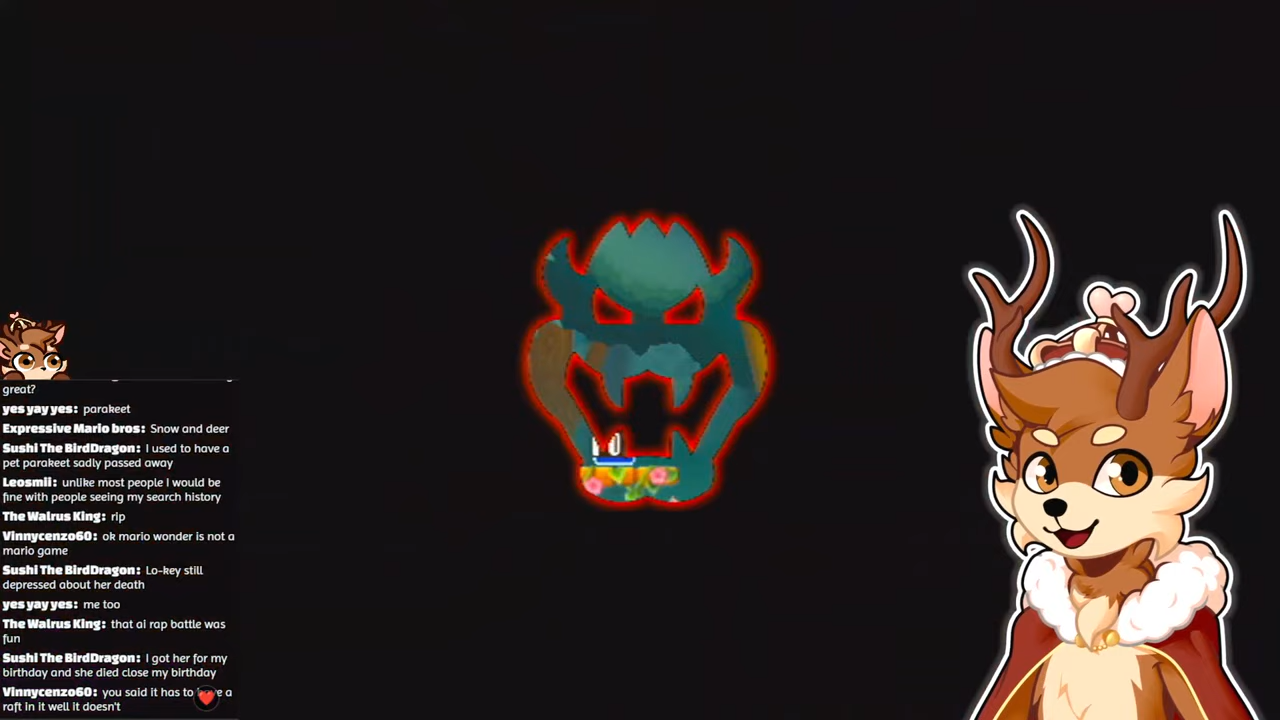 great?
yes yay yes: parakeet
Expressive Mario bros: Snow and deer
Sushi The BirdDragon: I used to have a
pet parakeet sadly passed away
Leosmii: unlike most people I would be
fine with people seeing my search history
The Walrus King: rip
Vinnycenzo60: ok mario wonder is not a
mario game
Sushi The BirdDragon: Lo-key still
depressed about her death
yes yay yes: me too
The Walrus King: that ai rap battle was
fun
Sushi The BirdDragon: I got her for my
birthday and she died close my birthday
Vinnycenzo60: you said it has to have a
raft in it well it doesn't